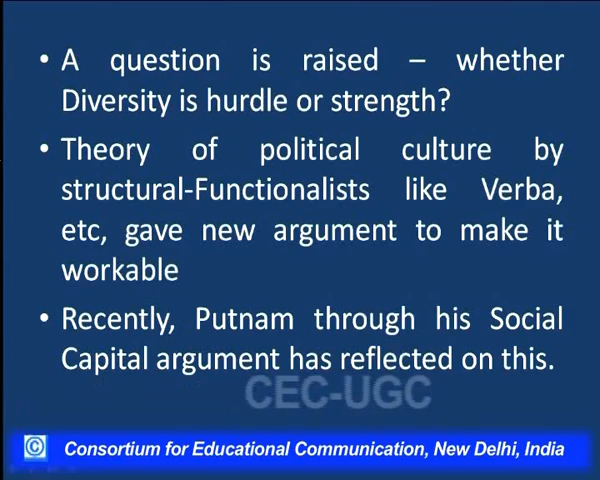 • A question is raised – whether
Diversity is hurdle or strength?
• Theory of political culture by
structural-Functionalists like Verba,
etc, gave new argument to make it
workable
• Recently, Putnam through his Social
Capital argument has reflected on this.
CEC-UGC
© Consortium for Educational Communication, New Delhi, India